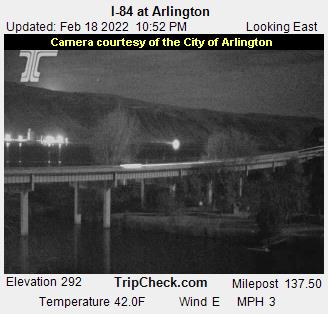 I-84 at Arlington
Updated: Feb 18 2022 10:52 PM Looking East
Camera courtesy of the City of Arlington
Elevation 292 TripCheck.com Milepost 137.50
Temperature 42.0F Wind E MPH 3